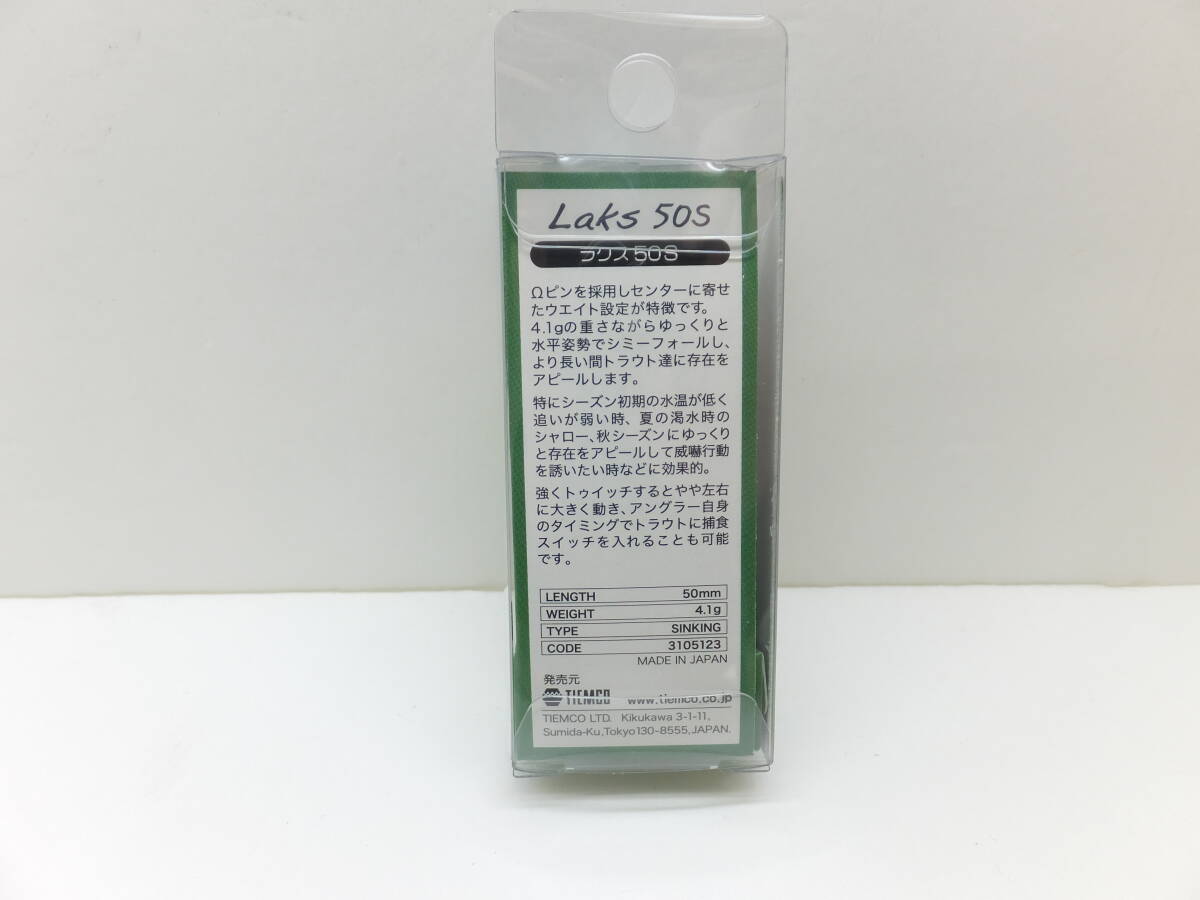 Laks 50S
ラクス50S
Ωピンを採用しセンターに寄せ
たウエイト設定が特徴です。
4.1gの重さながらゆっくりと
水平姿勢でシミーフォールし、
より長い間トラウト達に存在を
アピールします。
特にシーズン初期の水温が低く
追いが弱い時、夏の渇水時の
シャロー、秋シーズンにゆっくり
と存在をアピールして威嚇行動
を誘いたい時などに効果的。
強くトゥイッチするとやや左右
に大きく動き、アングラー自身
のタイミングでトラウトに捕食
スイッチを入れることも可能
です。
LENGTH 50mm
WEIGHT 4.1g
TYPE SINKING
CODE 3105123
MADE IN JAPAN
発売元
TIEMCO www.tiemco.co.jp
TIEMCO LTD. Kikukawa 3-1-11,
Sumida-Ku,Tokyo130-8555,JAPAN.